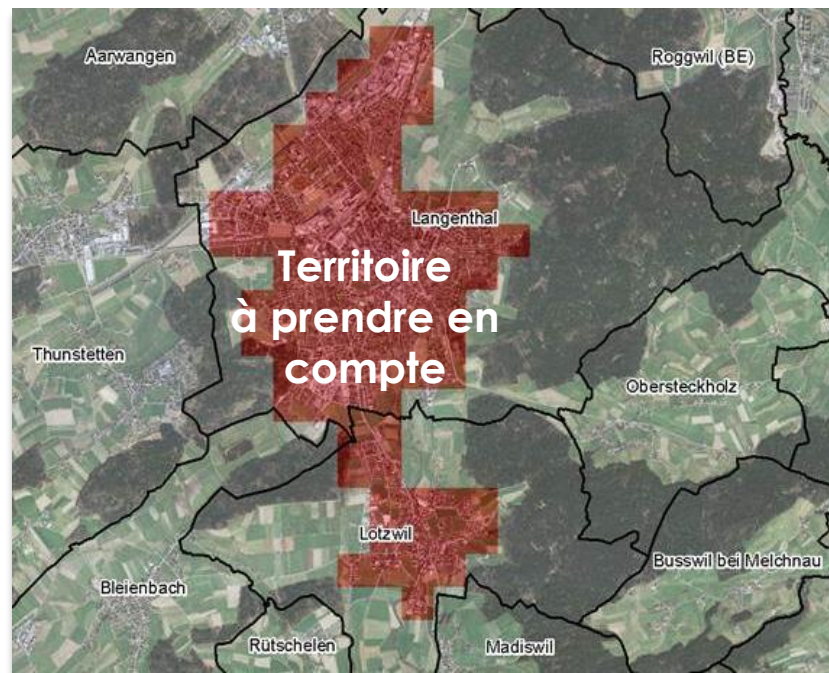 Aarwangen
Roggwil (BE)
Langenthal
Territoire
à prendre en
compte
Thunstetten
Obersteckholz
Lotzwil
Busswil bei Melchnau
Bleienbach
Rütschelen
Madiswil